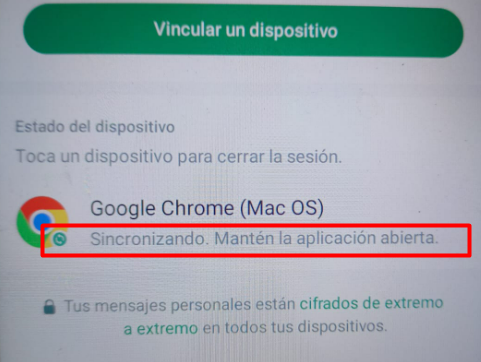 Vincular un dispositivo
Estado del dispositivo
Toca un dispositivo para cerrar la sesión.
Google Chrome (Mac OS)
Sincronizando. Mantén la aplicación abierta.
Tus mensajes personales están cifrados de extremo
a extremo en todos tus dispositivos.